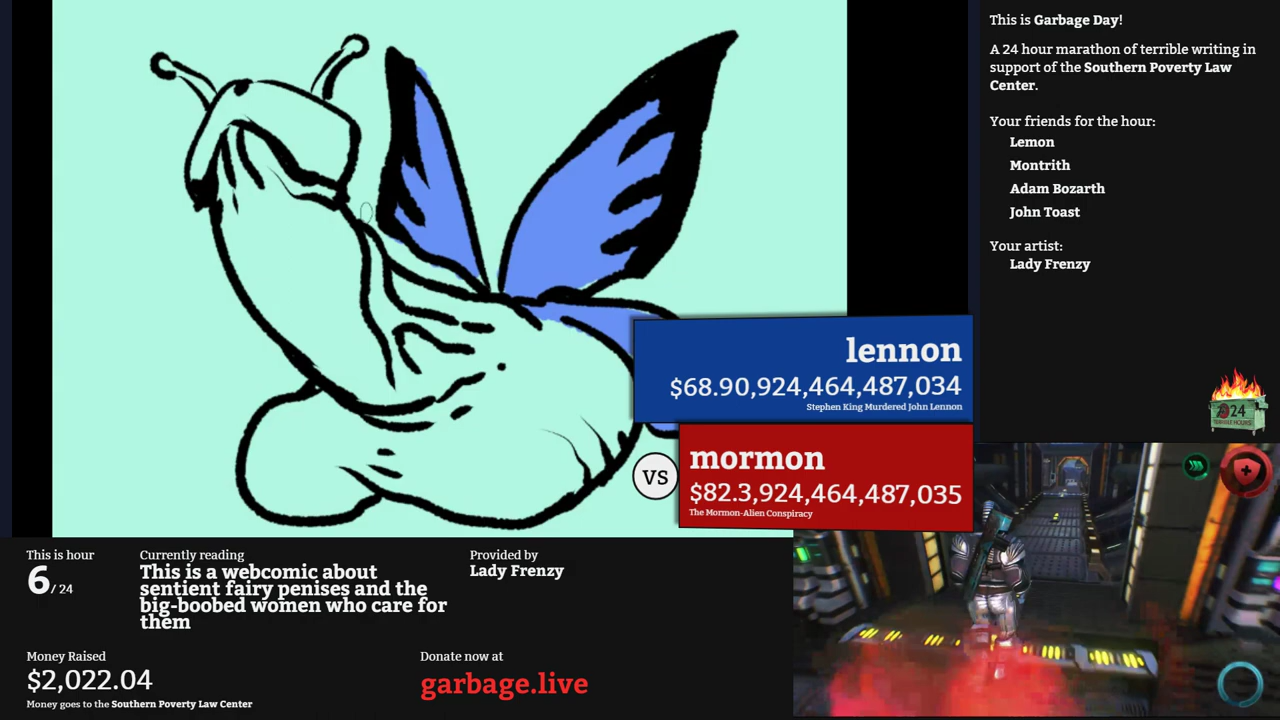 This is Garbage Day!
A 24 hour marathon of terrible writing in
support of the Southern Poverty Law
Center.
Your friends for the hour:
Lemon
Montrith
Adam Bozarth
John Toast
Your artist:
Lady Frenzy
lennon
$68.90,924,464,487,034
Stephen King Murdered John Lennon
VS
mormon
$82.3,924,464,487,035
The Mormon-Alien Conspiracy
This is hour
6/ 24
Currently reading
This is a webcomic about
sentient fairy penises and the
big-boobed women who care for
them
Provided by
Lady Frenzy
Money Raised
$2,022.04
Money goes to the Southern Poverty Law Center
Donate now at
garbage.live